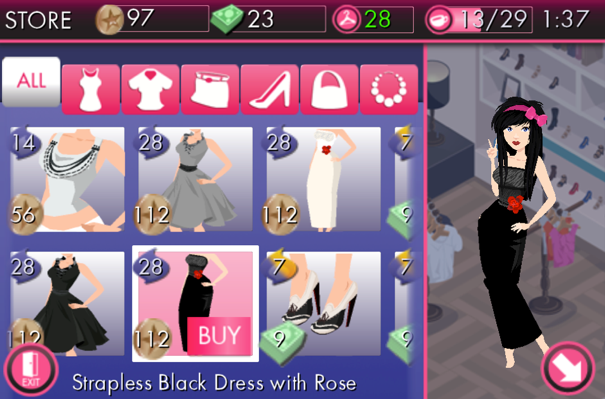 STORE 97 23 28 13/29 1:37
ALL
14 28 28 7
56 112 112 9
28 28 7 7
112 112 BUY 9 9
EXIT
Strapless Black Dress with Rose